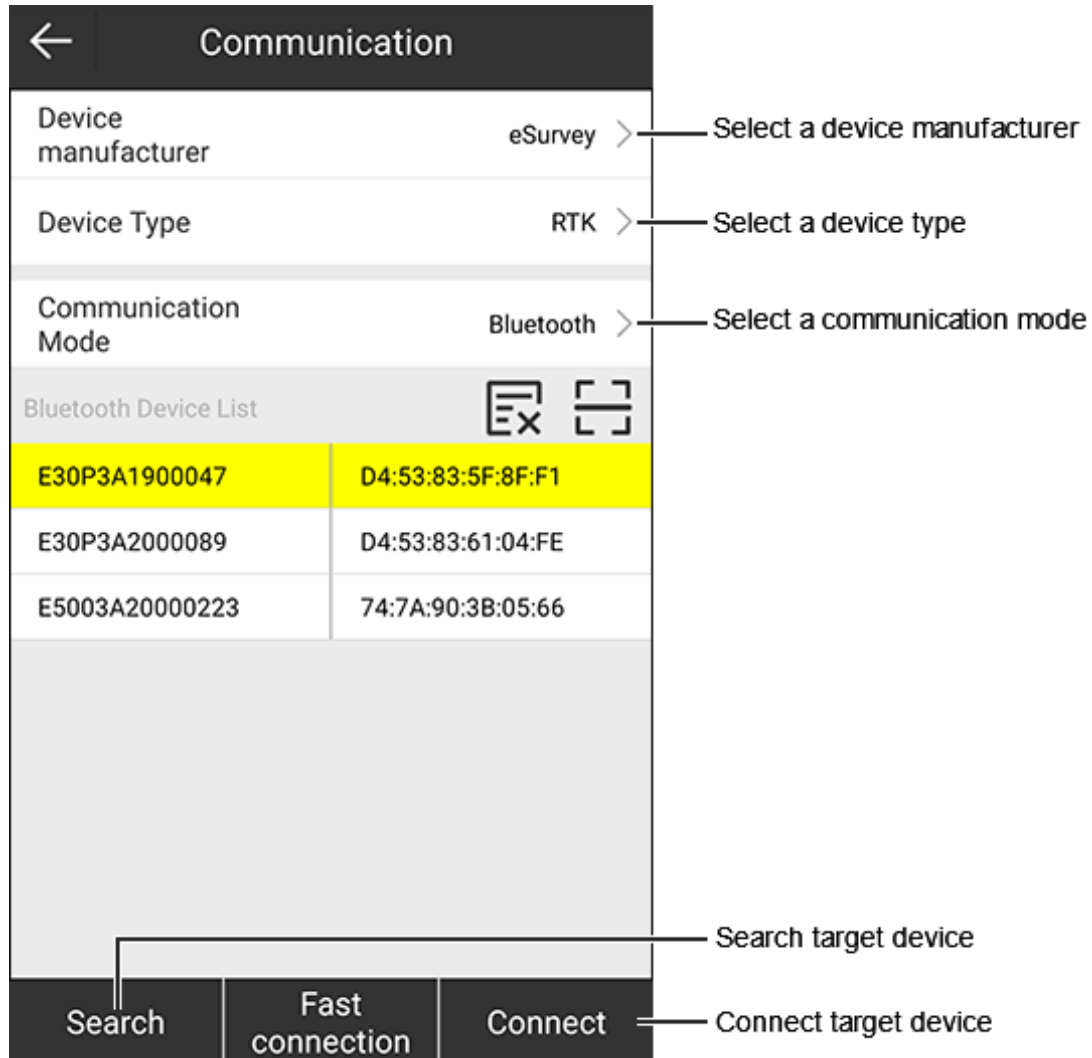 Communication
Device
manufacturer
eSurvey
Select a device manufacturer
Device Type
RTK
Select a device type
Communication
Mode
Bluetooth
Select a communication mode
Bluetooth Device List
E30P3A1900047
D4:53:83:5F:8F:F1
E30P3A2000089
D4:53:83:61:04:FE
E5003A20000223
74:7A:90:3B:05:66
Search target device
Search
Fast
connection
Connect
Connect target device